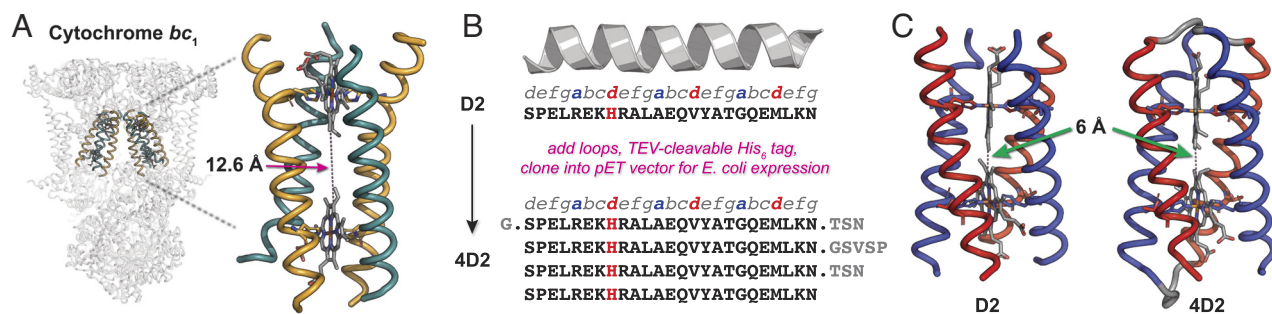 A
Cytochrome bc1
12.6 Å
B
defgabcdefgabcdefgabcdefg
D2
SPELREKHRALAEQVYATGQEMLKN
add loops, TEV-cleavable His6 tag,
clone into pET vector for E. coli expression
defgabcdefgabcdefgabcdefg
G.SPELREKHRALAEQVYATGQEMLKN.TSN
SPELREKHRALAEQVYATGQEMLKN.GSVSP
4D2
SPELREKHRALAEQVYATGQEMLKN.TSN
SPELREKHRALAEQVYATGQEMLKN
C
6 Å
D2
4D2